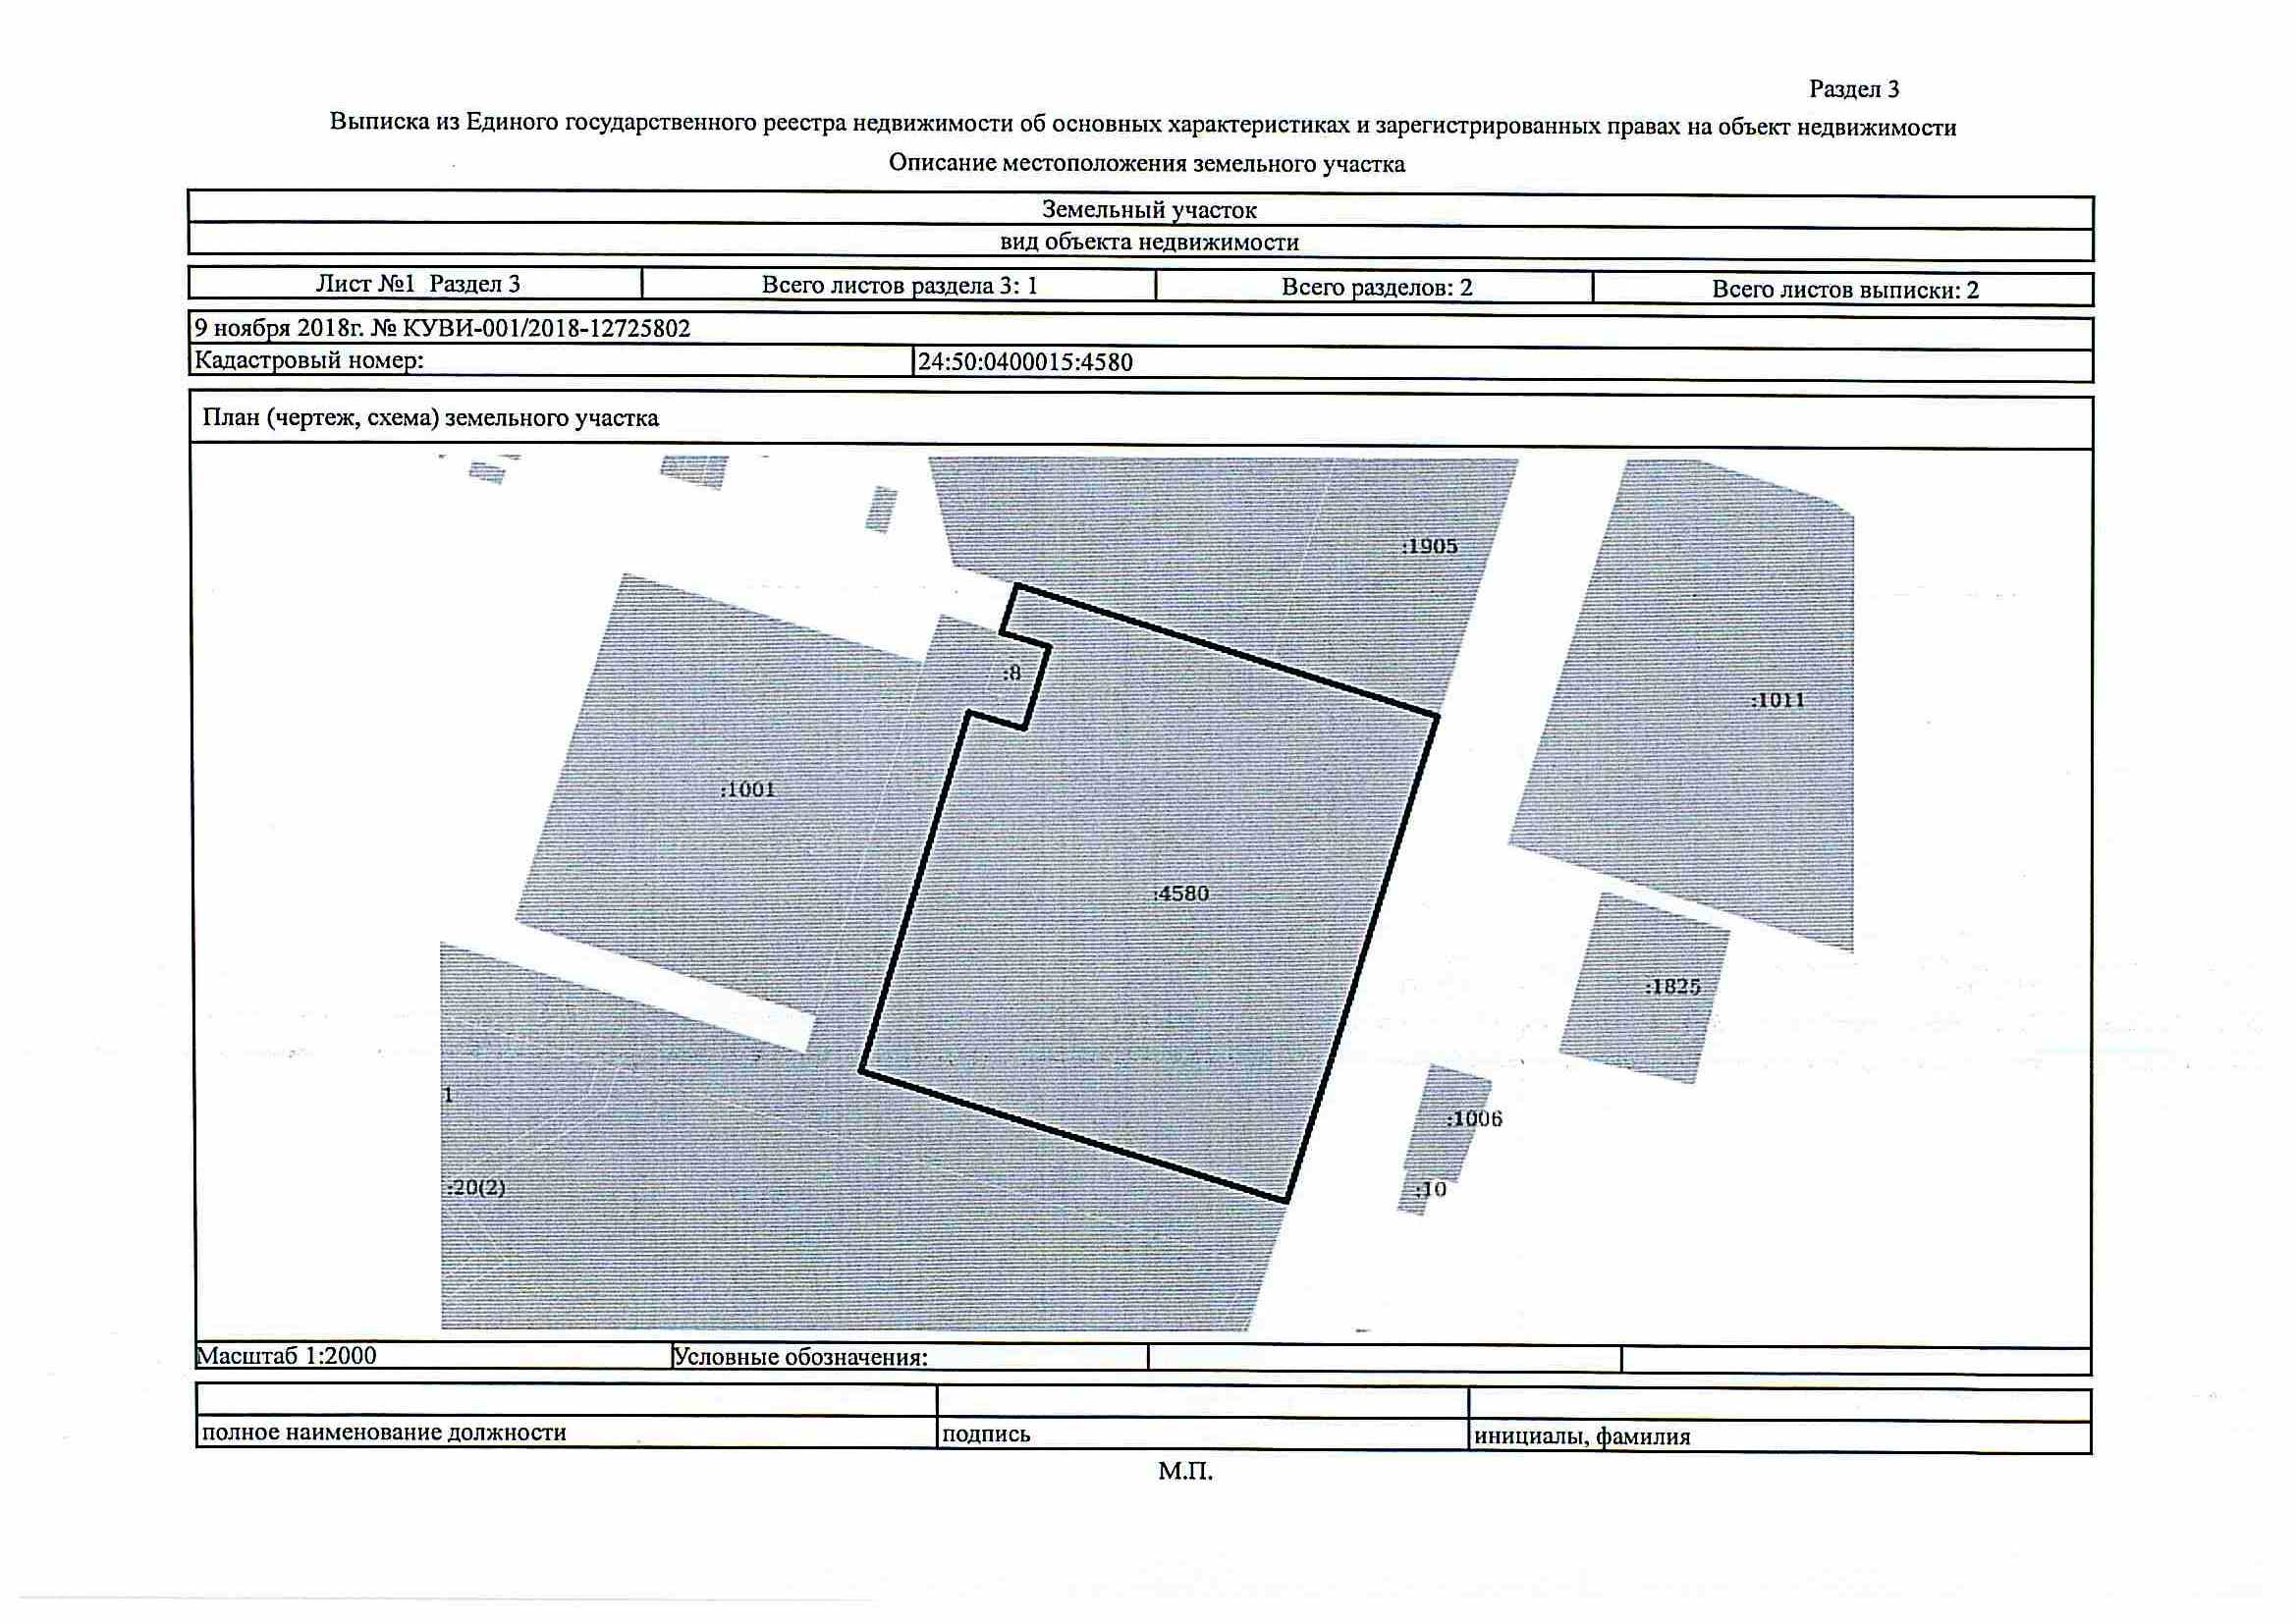 Раздел 3
Выписка из Единого государственного реестра недвижимости об основных характеристиках и зарегистрированных правах на объект недвижимости
Описание местоположения земельного участка
Земельный участок
вид объекта недвижимости
Лист №1 Раздел 3 Всего листов раздела 3: 1 Всего разделов: 2 Всего листов выписки: 2
9 ноября 2018г. № КУВИ-001/2018-12725802
Кадастровый номер: 24:50:0400015:4580
План (чертеж, схема) земельного участка
:1905
:8
:1011
:1001
:4580
:1825
1
:1006
:20(2)
:10
Масштаб 1:2000 Условные обозначения:
полное наименование должности подпись инициалы, фамилия
М.П.